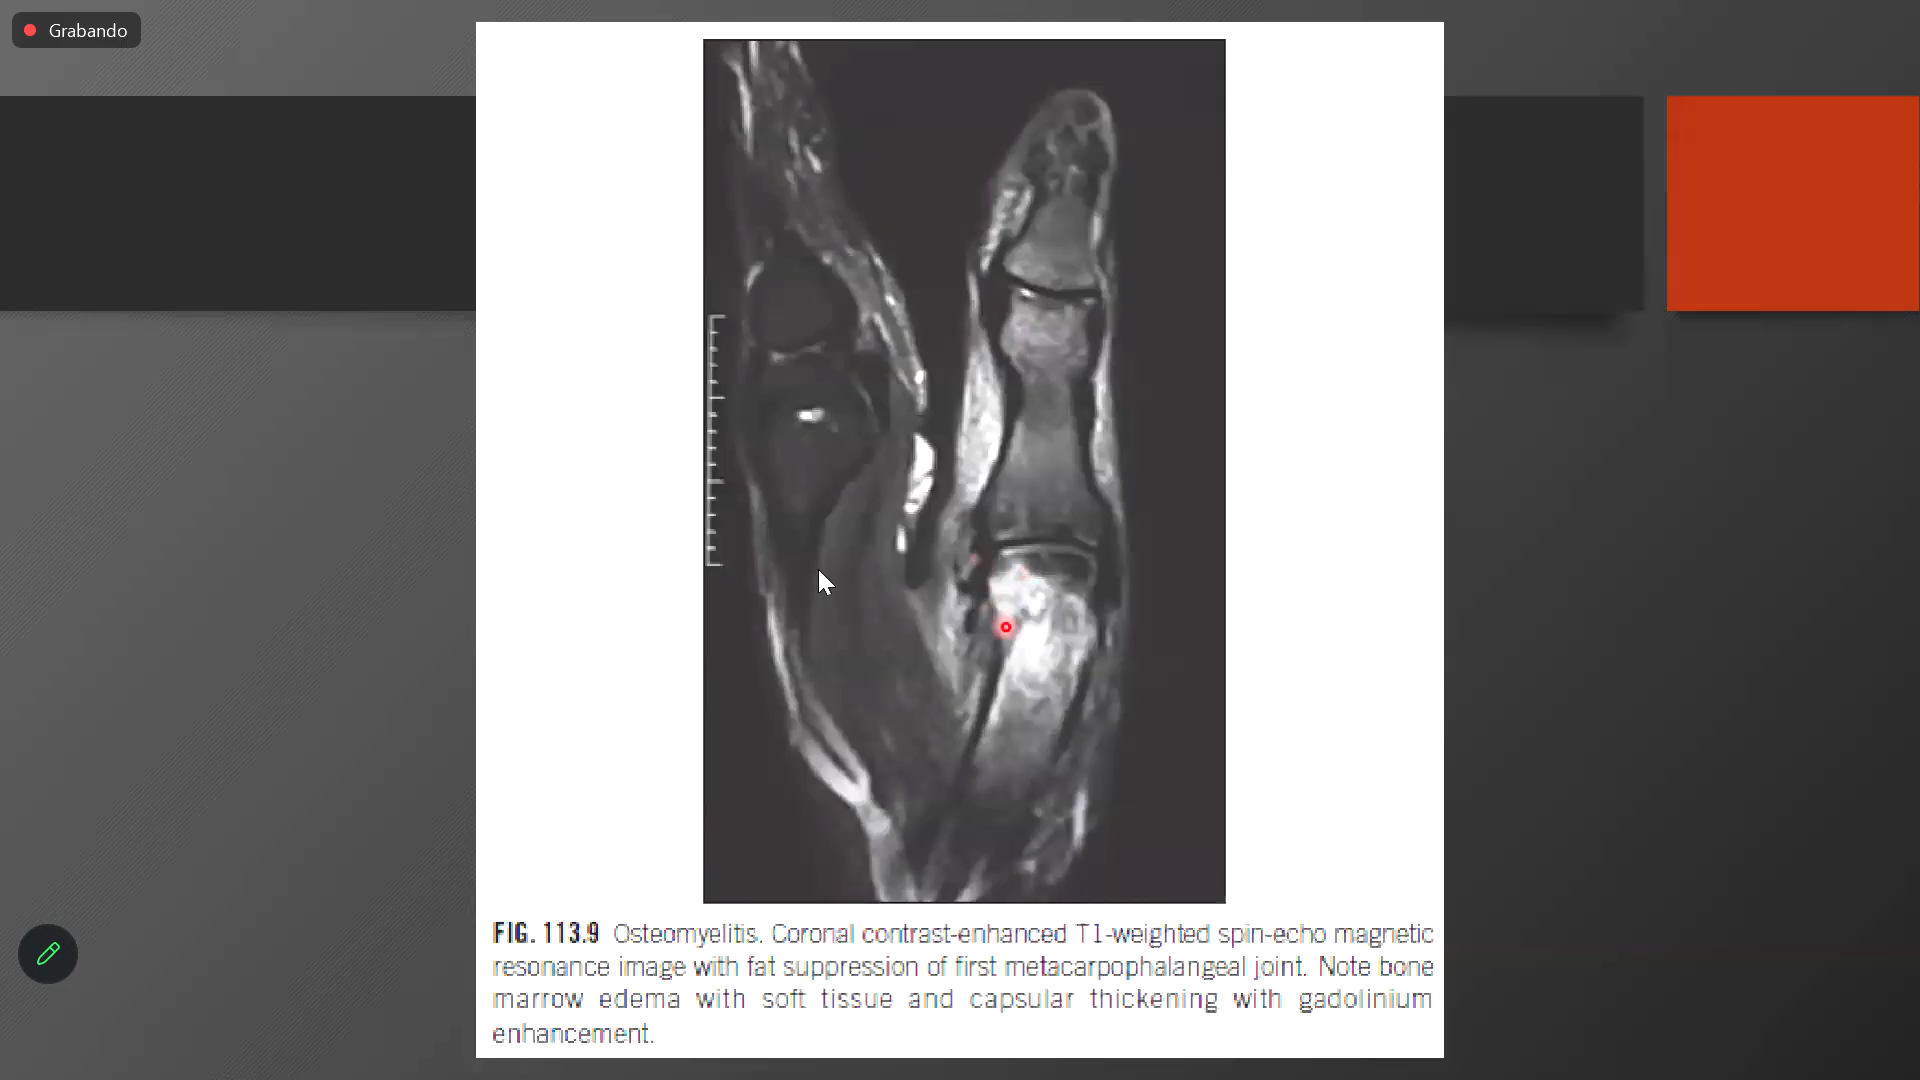 Grabando
FIG. 113.9 Osteomyelitis. Coronal contrast-enhanced T1-weighted spin-echo magnetic
resonance image with fat suppression of first metacarpophalangeal joint. Note bone
marrow edema with soft tissue and capsular thickening with gadolinium
enhancement.